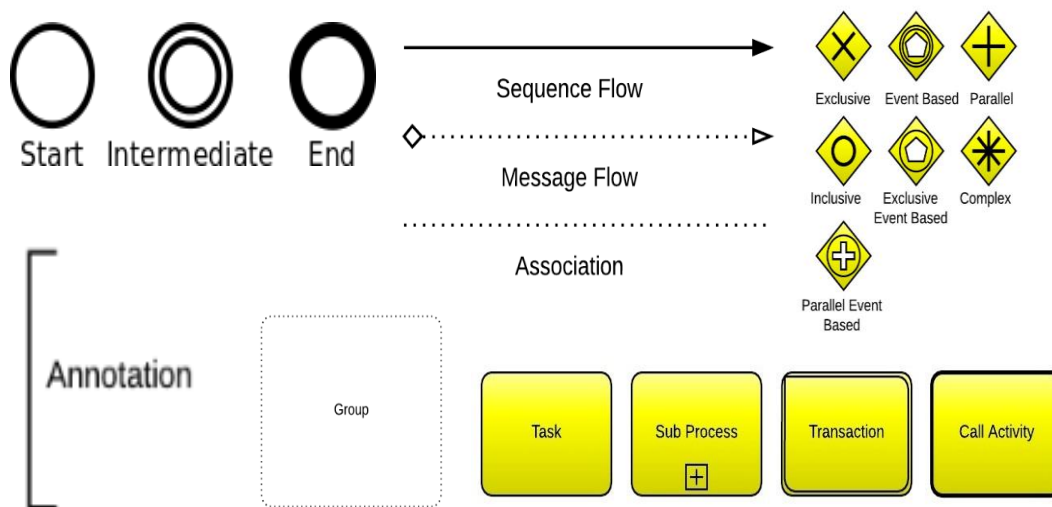 Start Intermediate End
Sequence Flow
Message Flow
Association
Exclusive Event Based Parallel
Inclusive Exclusive Complex
Event Based
Parallel Event
Based
Annotation
Group
Task
Sub Process
Transaction
Call Activity